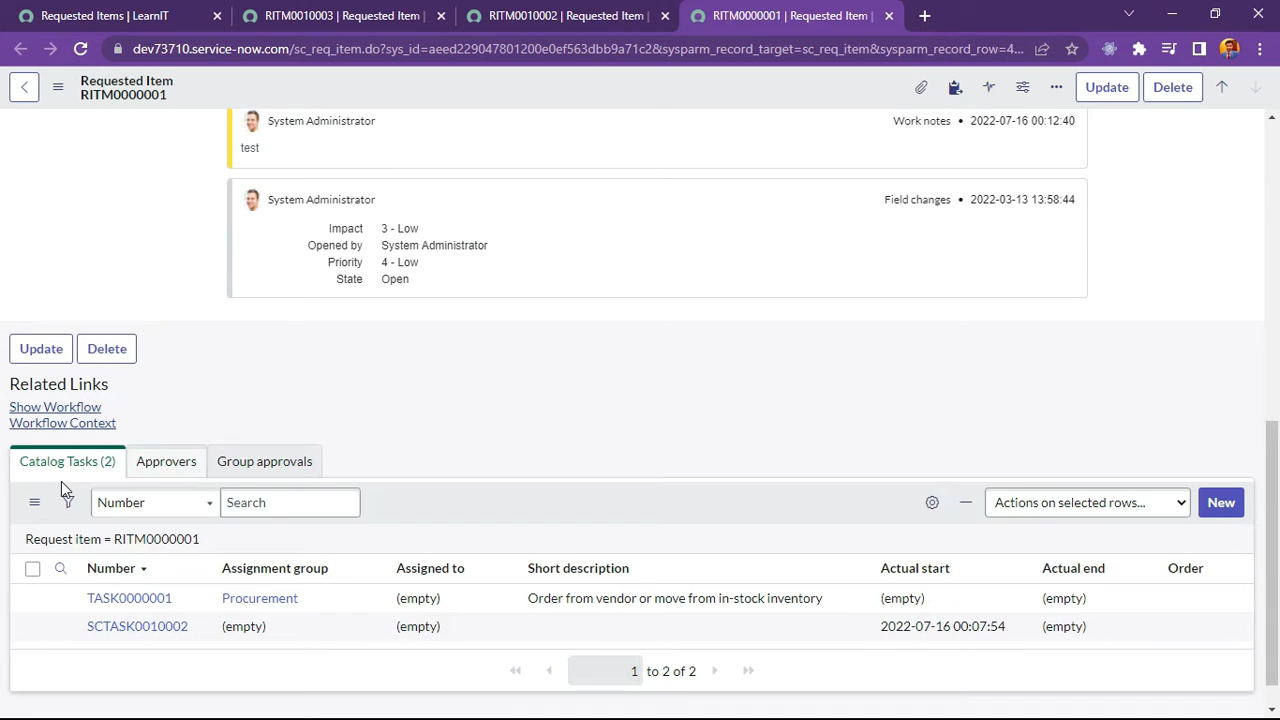 Requested Items | LearnIT
RITM0010003 | Requested Item |
RITM0010002 | Requested Item |
RITM0000001 | Requested Item |
dev73710.service-now.com/sc_req_item.do?sys_id=aeed229047801200e0ef563dbb9a71c2&sysparm_record_target=sc_req_item&sysparm_record_row=4...
Requested Item
RITM0000001
Update
Delete
System Administrator
Work notes • 2022-07-16 00:12:40
test
System Administrator
Field changes • 2022-03-13 13:58:44
Impact 3 - Low
Opened by System Administrator
Priority 4 - Low
State Open
Update
Delete
Related Links
Show Workflow
Workflow Context
Catalog Tasks (2)
Approvers
Group approvals
Number
Search
Actions on selected rows...
New
Request item = RITM0000001
Number Assignment group Assigned to Short description Actual start Actual end Order
TASK0000001 Procurement (empty) Order from vendor or move from in-stock inventory (empty) (empty)
SCTASK0010002 (empty) (empty) 2022-07-16 00:07:54 (empty)
1 to 2 of 2